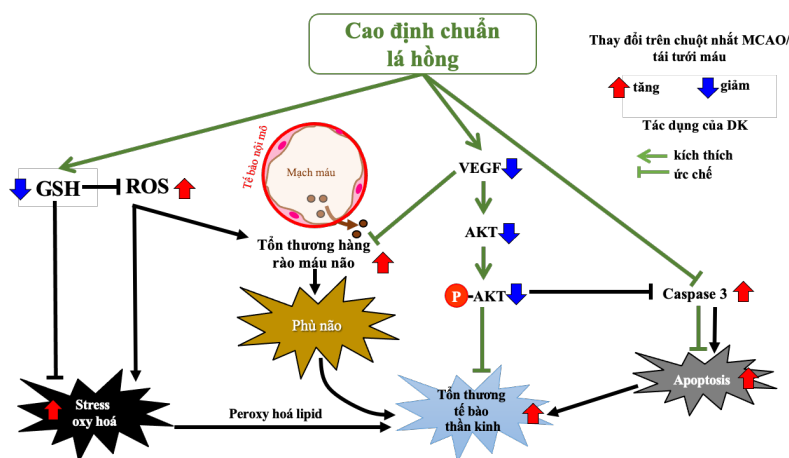 Cao định chuẩn
lá hồng
Thay đổi trên chuột nhắt MCAO/
tái tưới máu
tăng
giảm
Tác dụng của DK
kích thích
ức chế
Tế bào nội mô
Mạch máu
VEGF
GSH
ROS
AKT
Tổn thương hàng
rào máu não
P
-AKT
Caspase 3
Phù não
Apoptosis
Stress
oxy hoá
Peroxy hoá lipid
Tổn thương
tế bào
thần kinh